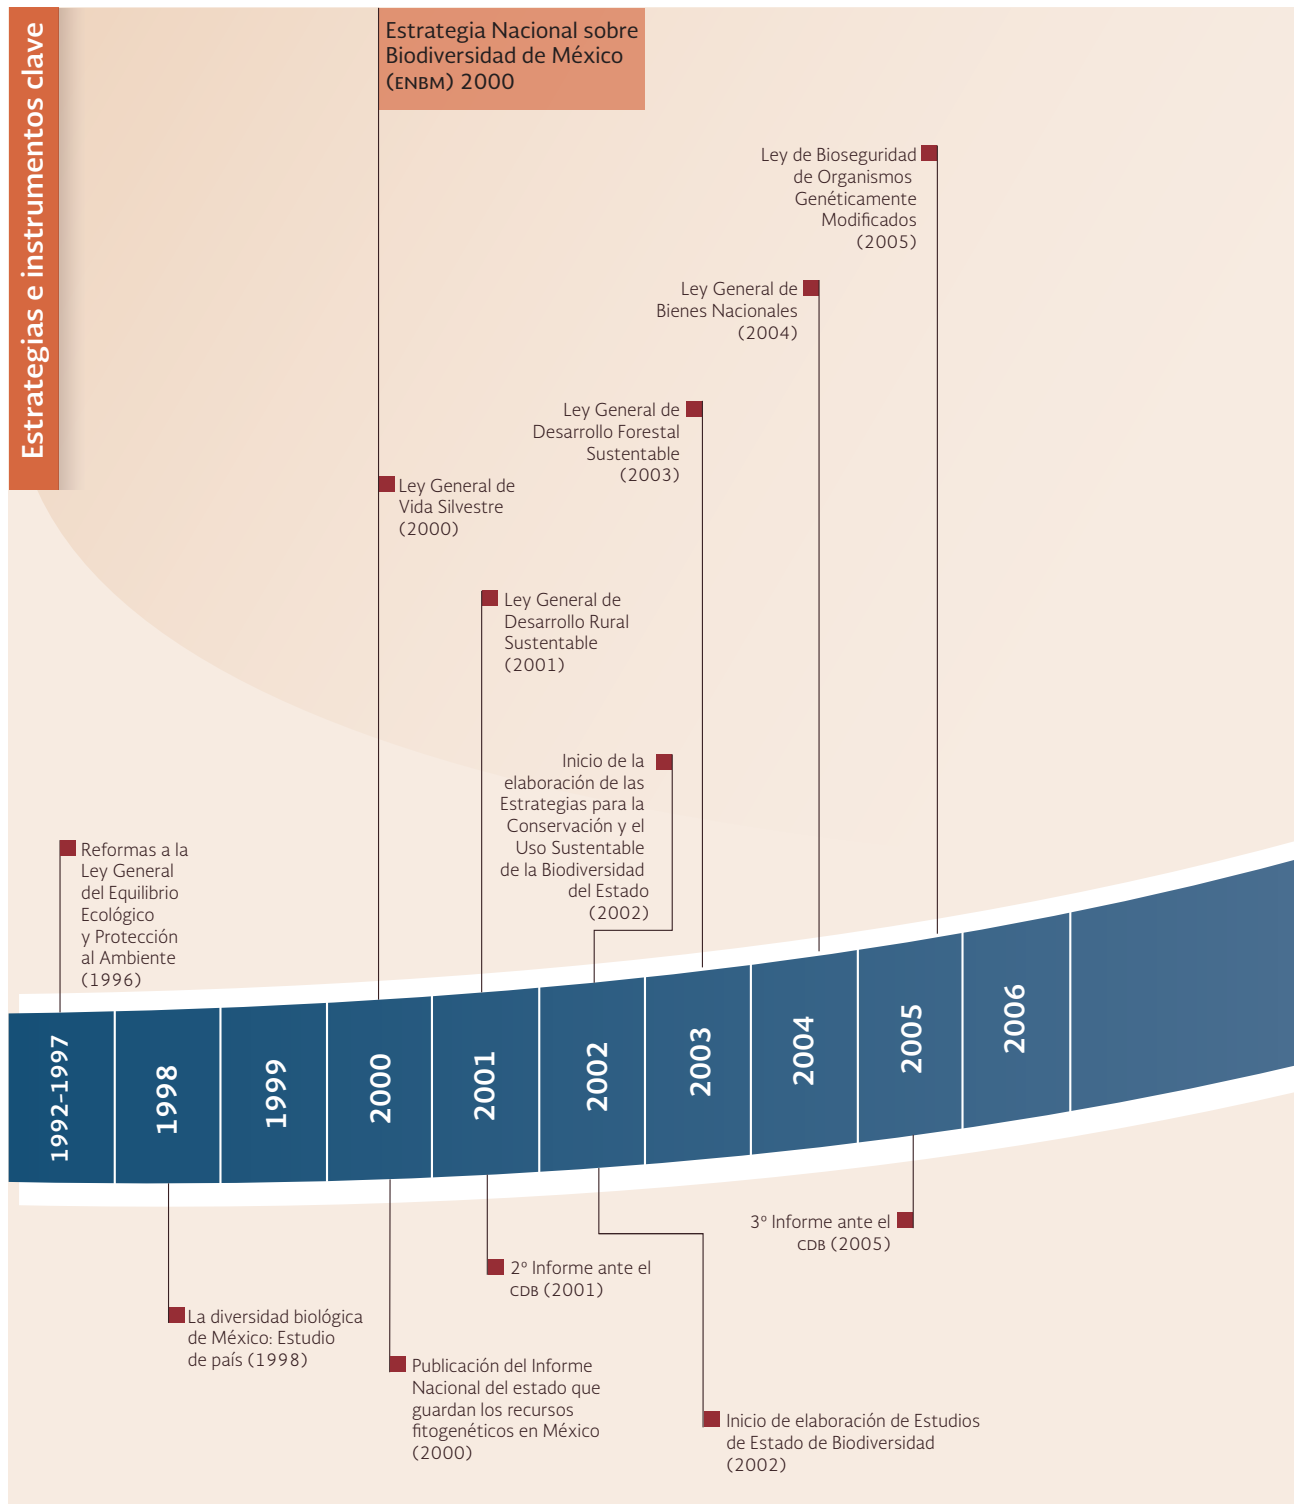 Estrategias e instrumentos clave
Estrategia Nacional sobre
Biodiversidad de México
(ENBM) 2000
Ley de Bioseguridad
de Organismos
Genéticamente
Modificados
(2005)
Ley General de
Bienes Nacionales
(2004)
Ley General de
Desarrollo Forestal
Sustentable
(2003)
Ley General de
Vida Silvestre
(2000)
Ley General de
Desarrollo Rural
Sustentable
(2001)
Inicio de la
elaboración de las
Estrategias para la
Conservación y el
Uso Sustentable
de la Biodiversidad
del Estado
(2002)
Reformas a la
Ley General
del Equilibrio
Ecológico
y Protección
al Ambiente
(1996)
1992-1997
1998
1999
2000
2001
2002
2003
2004
2005
2006
3º Informe ante el
CDB (2005)
2º Informe ante el
CDB (2001)
La diversidad biológica
de México: Estudio
de país (1998)
Publicación del Informe
Nacional del estado que
guardan los recursos
fitogenéticos en México
(2000)
Inicio de elaboración de Estudios
de Estado de Biodiversidad
(2002)